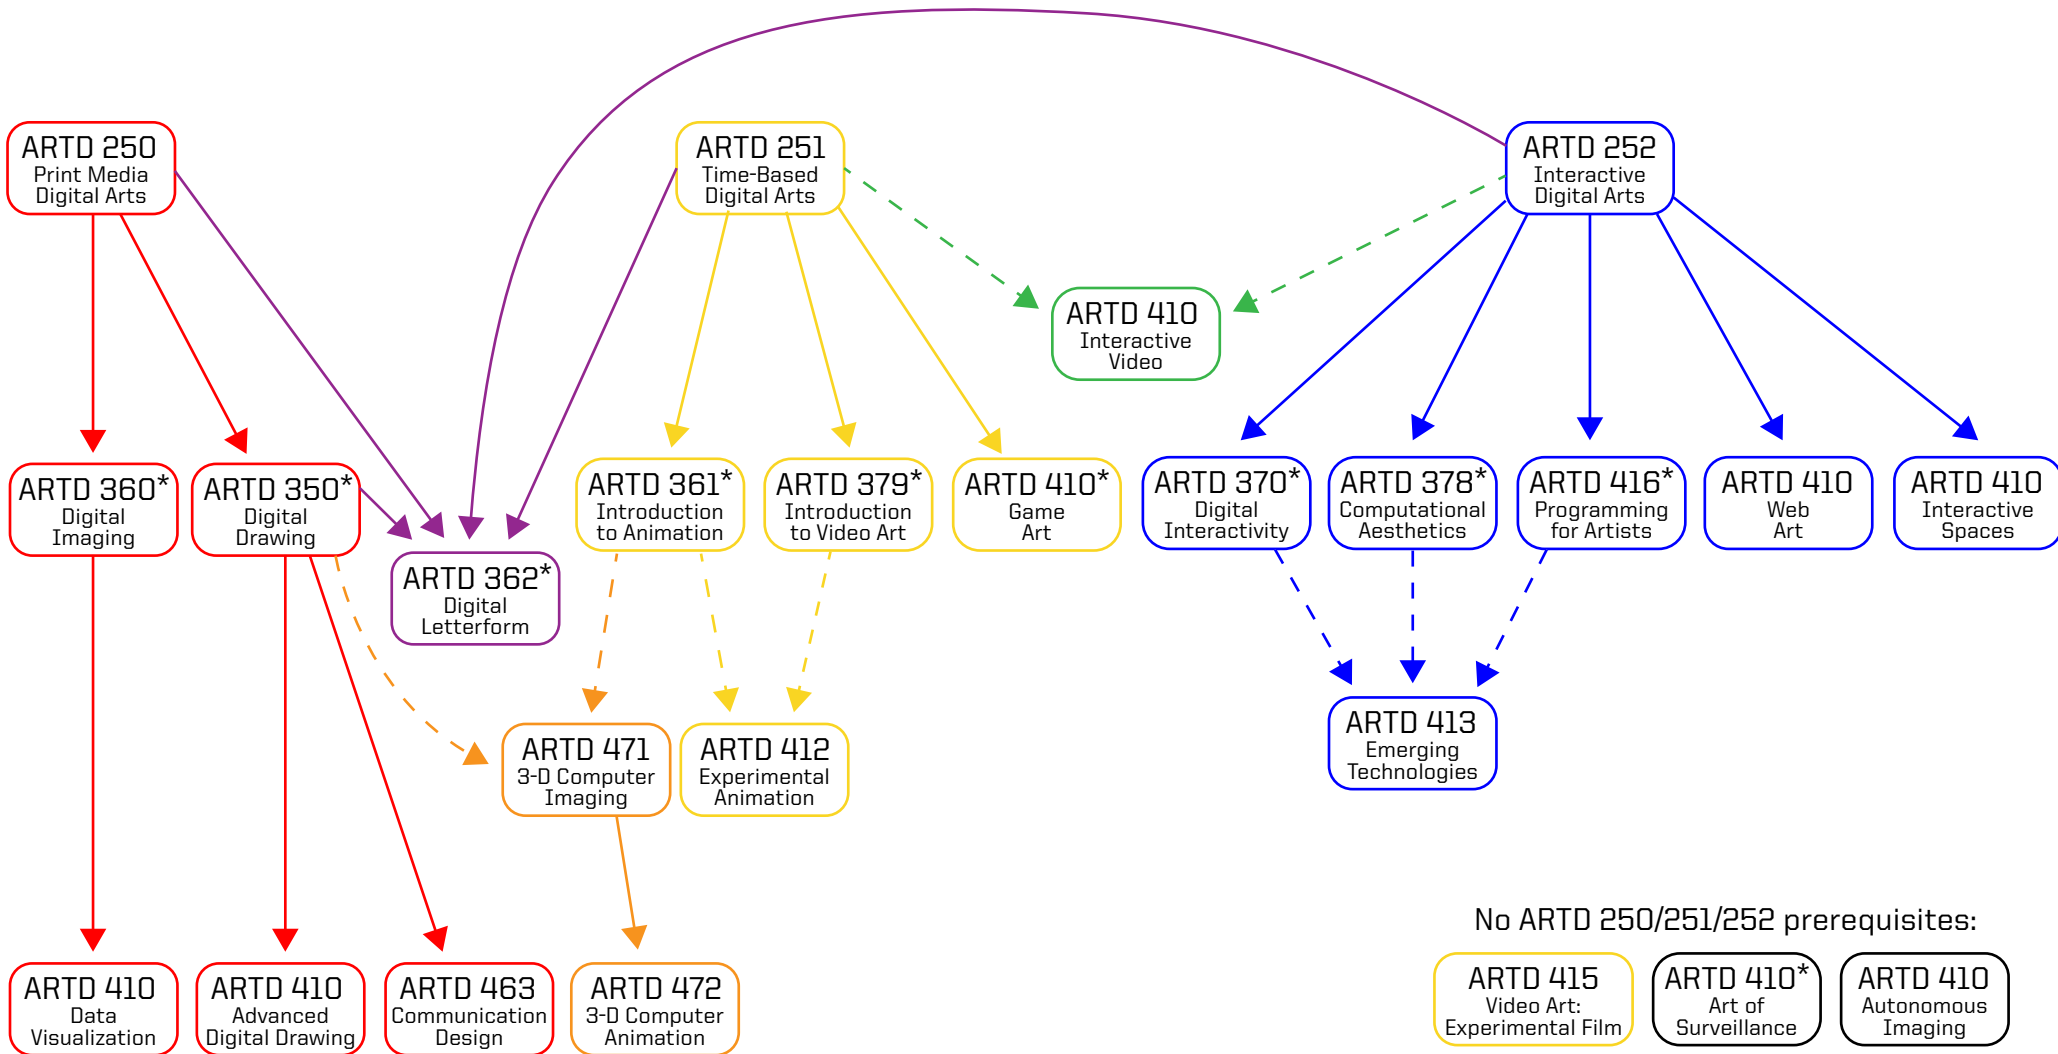 ARTD 250
Print Media
Digital Arts
ARTD 251
Time-Based
Digital Arts
ARTD 252
Interactive
Digital Arts
ARTD 410
Interactive
Video
ARTD 360*
Digital
Imaging
ARTD 350*
Digital
Drawing
ARTD 362*
Digital
Letterform
ARTD 361*
Introduction
to Animation
ARTD 379*
Introduction
to Video Art
ARTD 410*
Game
Art
ARTD 370*
Digital
Interactivity
ARTD 378*
Computational
Aesthetics
ARTD 416*
Programming
for Artists
ARTD 410
Web
Art
ARTD 410
Interactive
Spaces
ARTD 471
3-D Computer
Imaging
ARTD 412
Experimental
Animation
ARTD 413
Emerging
Technologies
ARTD 410
Data
Visualization
ARTD 410
Advanced
Digital Drawing
ARTD 463
Communication
Design
ARTD 472
3-D Computer
Animation
No ARTD 250/251/252 prerequisites:
ARTD 415
Video Art:
Experimental Film
ARTD 410*
Art of
Surveillance
ARTD 410
Autonomous
Imaging